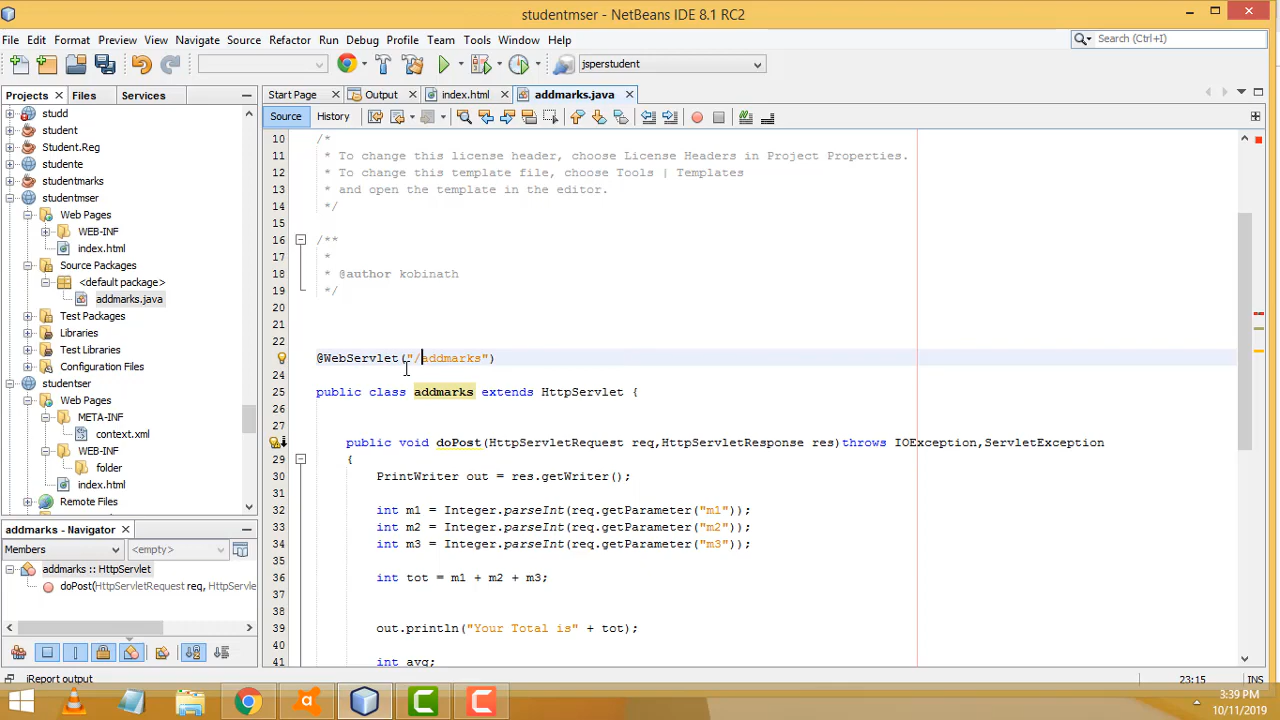 studentmser - NetBeans IDE 8.1 RC2
File Edit Format Preview View Navigate Source Refactor Run Debug Profile Team Tools Window Help
Search (Ctrl+I)
jsperstudent
Projects Files Services
Start Page Output index.html addmarks.java
Source History
studd
student
Student.Reg
studente
studentmarks
studentmser
Web Pages
WEB-INF
index.html
Source Packages
<default package>
addmarks.java
Test Packages
Libraries
Test Libraries
Configuration Files
studentser
Web Pages
META-INF
context.xml
WEB-INF
folder
index.html
Remote Files
addmarks - Navigator
Members <empty>
addmarks :: HttpServlet
doPost(HttpServletRequest req, HttpServle
10 /*
11 * To change this license header, choose License Headers in Project Properties.
12 * To change this template file, choose Tools | Templates
13 * and open the template in the editor.
14 */
15
16 /**
17 *
18 * @author kobinath
19 */
20
21
22
@WebServlet("/addmarks")
24
25 public class addmarks extends HttpServlet {
26
27
public void doPost(HttpServletRequest req,HttpServletResponse res)throws IOException,ServletException
29 {
30 PrintWriter out = res.getWriter();
31
32 int m1 = Integer.parseInt(req.getParameter("m1"));
33 int m2 = Integer.parseInt(req.getParameter("m2"));
34 int m3 = Integer.parseInt(req.getParameter("m3"));
35
36 int tot = m1 + m2 + m3;
37
38
39 out.println("Your Total is" + tot);
40
41 int avg;
iReport output
23:15 INS
3:39 PM
10/11/2019